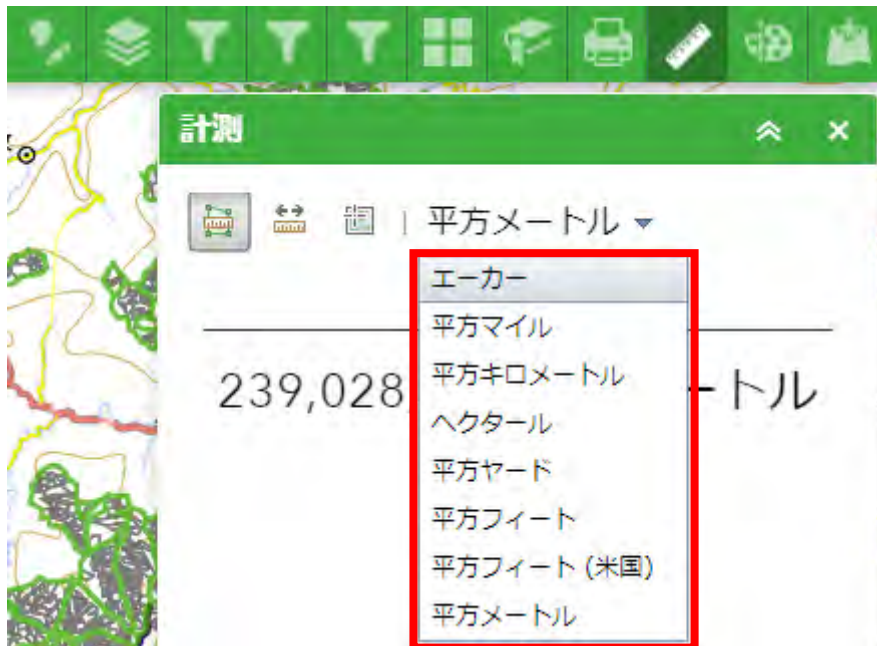 計測
平方メートル
エーカー
平方マイル
平方キロメートル
239,028, ートル
ヘクタール
平方ヤード
平方フィート
平方フィート (米国)
平方メートル